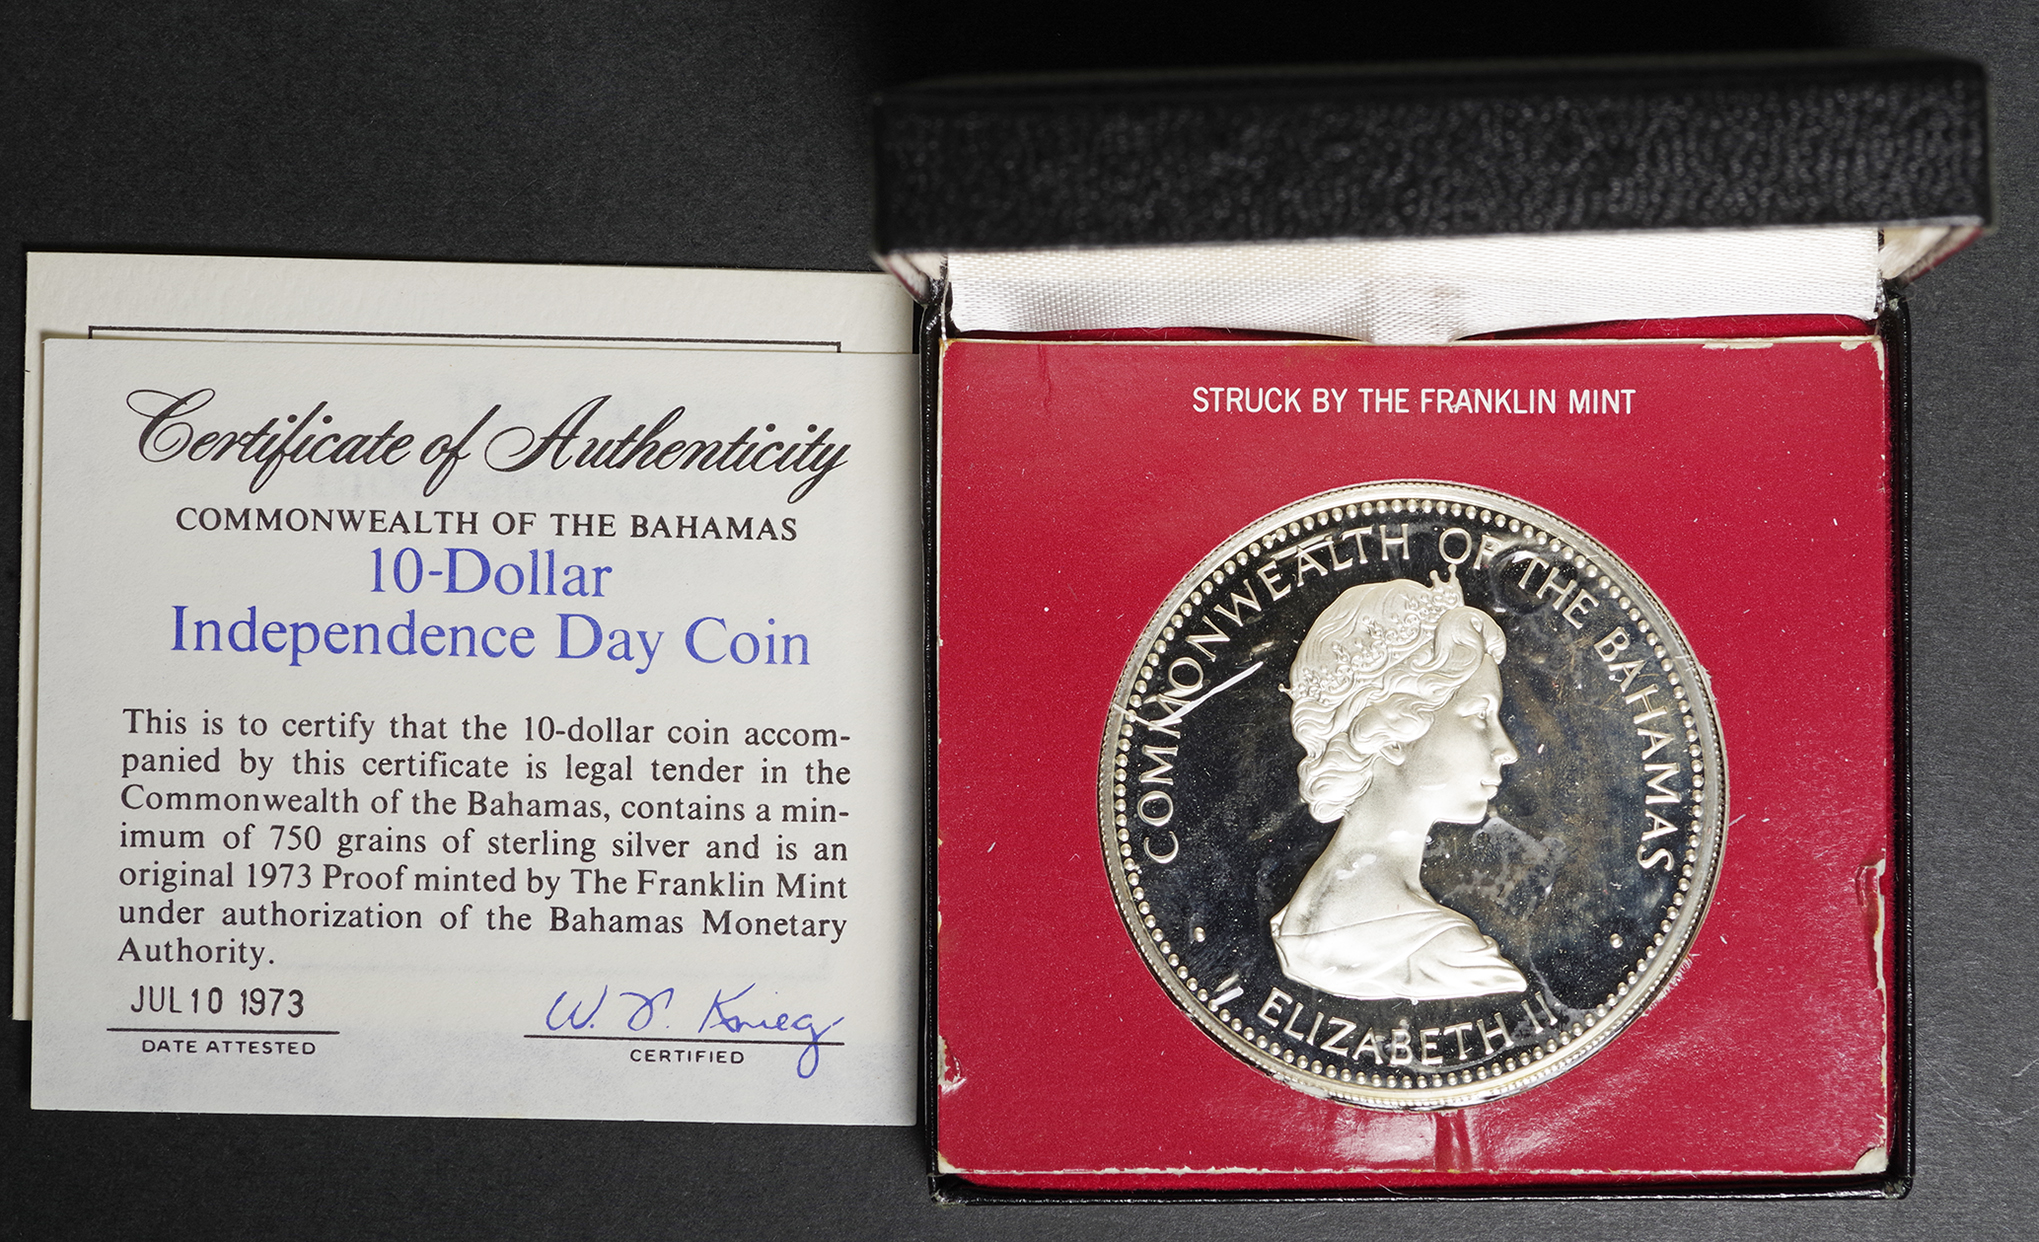 Certificate of Authenticity
COMMONWEALTH OF THE BAHAMAS
10-Dollar
Independence Day Coin
This is to certify that the 10-dollar coin accom-
panied by this certificate is legal tender in the
Commonwealth of the Bahamas, contains a min-
imum of 750 grains of sterling silver and is an
original 1973 Proof minted by The Franklin Mint
under authorization of the Bahamas Monetary
Authority.
JUL 10 1973
DATE ATTESTED
W. T. Krieg
CERTIFIED
STRUCK BY THE FRANKLIN MINT
COMMONWEALTH OF THE BAHAMAS
ELIZABETH II